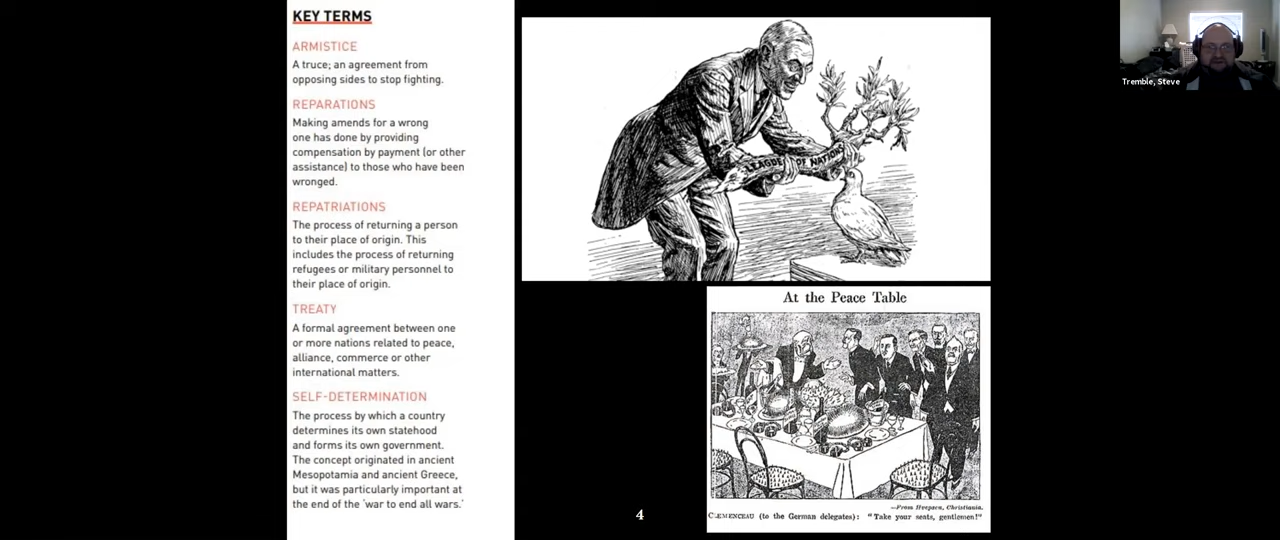 KEY TERMS
ARMISTICE
A truce; an agreement from
opposing sides to stop fighting.
REPARATIONS
Making amends for a wrong
one has done by providing
compensation by payment (or other
assistance) to those who have been
wronged.
REPATRIATIONS
The process of returning a person
to their place of origin. This
includes the process of returning
refugees or military personnel to
their place of origin.
TREATY
A formal agreement between one
or more nations related to peace,
alliance, commerce or other
international matters.
SELF-DETERMINATION
The process by which a country
determines its own statehood
and forms its own government.
The concept originated in ancient
Mesopotamia and ancient Greece,
but it was particularly important at
the end of the ‘war to end all wars.’
LEAGUE OF NATIONS
At the Peace Table
—From Hvepsen, Christiania.
CLEMENCEAU (to the German delegates): "Take your seats, gentlemen!"
4
Tremble, Steve